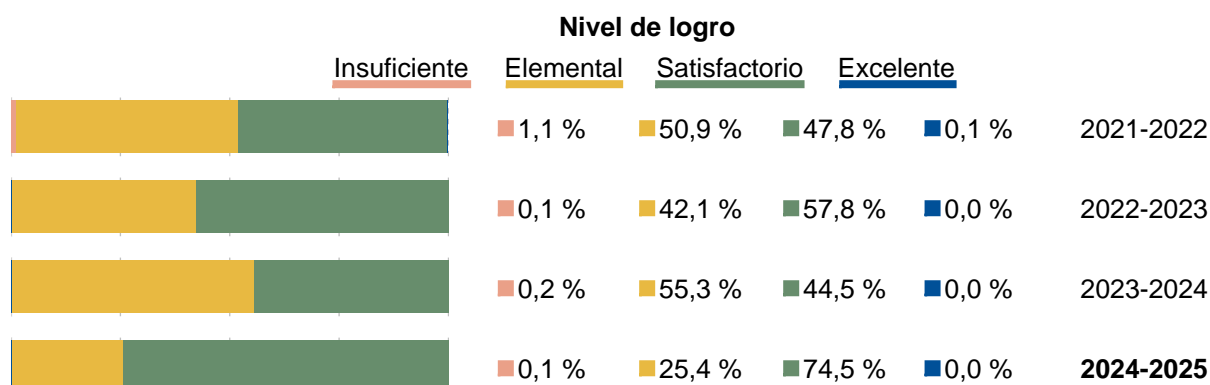 Nivel de logro
Insuficiente Elemental Satisfactorio Excelente
1,1 % 50,9 % 47,8 % 0,1 % 2021-2022
0,1 % 42,1 % 57,8 % 0,0 % 2022-2023
0,2 % 55,3 % 44,5 % 0,0 % 2023-2024
0,1 % 25,4 % 74,5 % 0,0 % 2024-2025